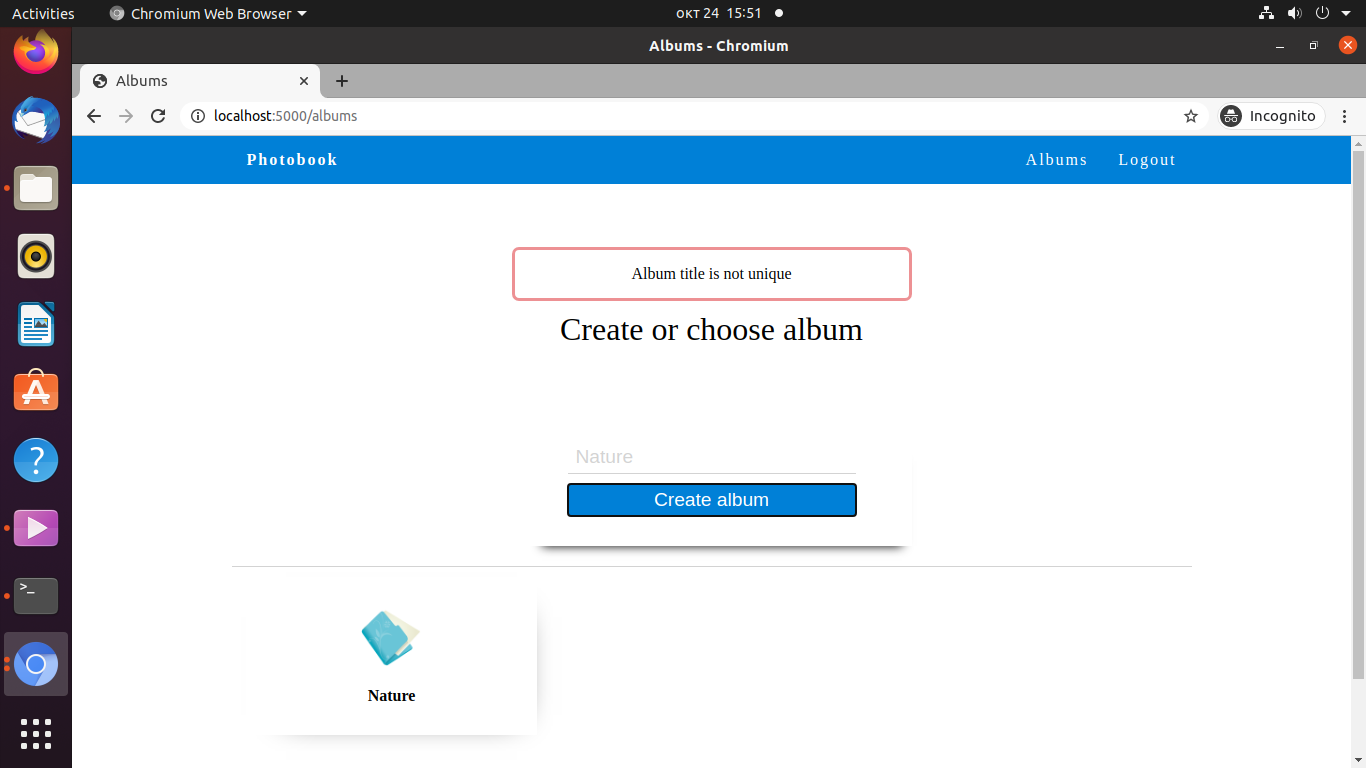 Activities Chromium Web Browser окт 24 15:51
Albums - Chromium
Albums
localhost:5000/albums Incognito
Photobook Albums Logout
Album title is not unique
Create or choose album
Nature
Create album
Nature